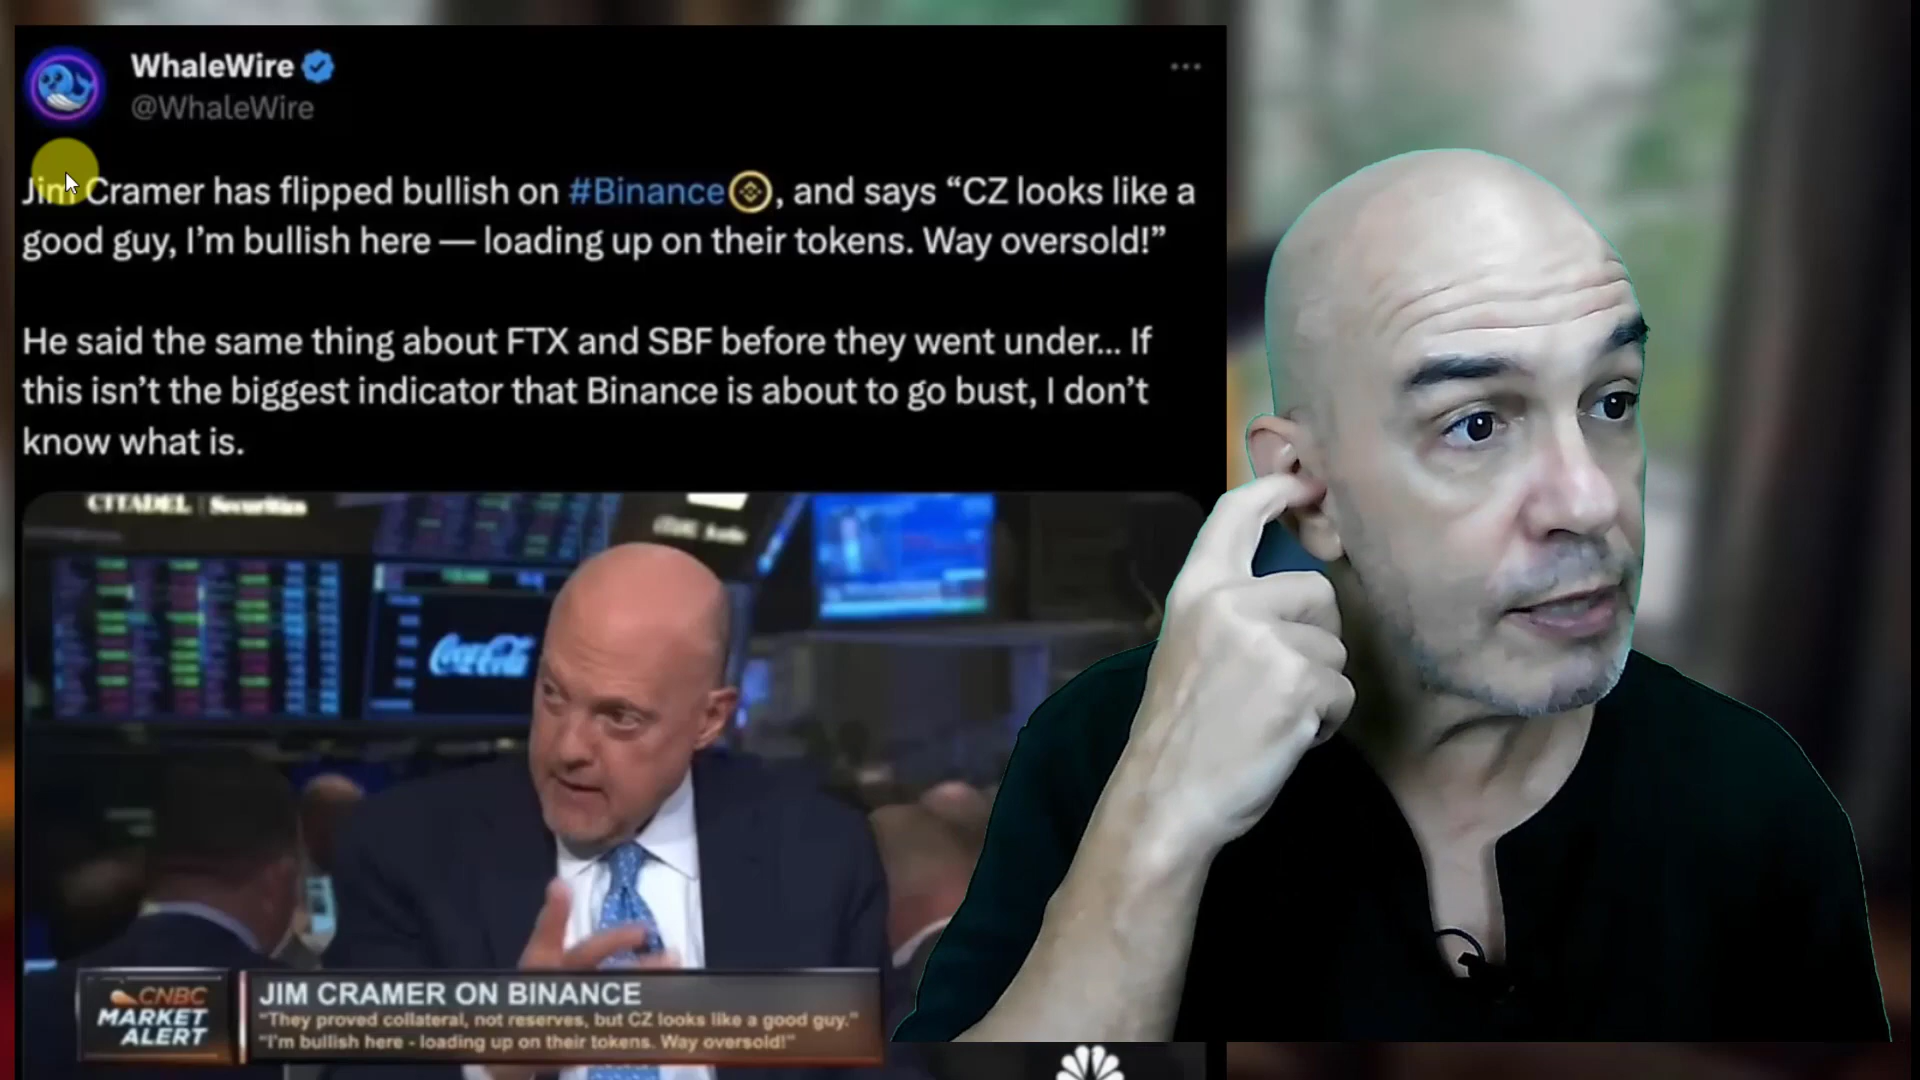 WhaleWire
@WhaleWire
Jim Cramer has flipped bullish on #Binance, and says “CZ looks like a
good guy, I’m bullish here — loading up on their tokens. Way oversold!”
He said the same thing about FTX and SBF before they went under... If
this isn’t the biggest indicator that Binance is about to go bust, I don’t
know what is.
CITADEL | Securities
Coca-Cola
CNBC
MARKET
ALERT
JIM CRAMER ON BINANCE
"They proved collateral, not reserves, but CZ looks like a good guy."
"I'm bullish here - loading up on their tokens. Way oversold!"